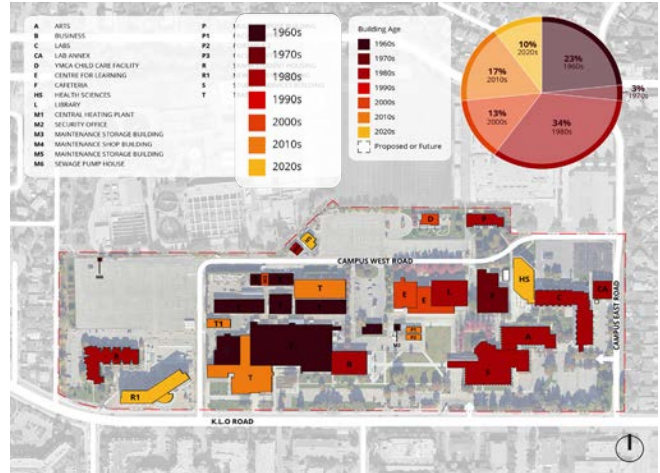 A ARTS
B BUSINESS
C LABS
CA LAB ANNEX
D YMCA CHILD CARE FACILITY
E CENTRE FOR LEARNING
F CAFETERIA
HS HEALTH SCIENCES
L LIBRARY
M1 CENTRAL HEATING PLANT
M2 SECURITY OFFICE
M3 MAINTENANCE STORAGE BUILDING
M4 MAINTENANCE SHOP BUILDING
M5 MAINTENANCE STORAGE BUILDING
M6 SEWAGE PUMP HOUSE
P
P1
P2
P3
R
R1
S
T
1960s
1970s
1980s
1990s
2000s
2010s
2020s
Building Age
1960s
1970s
1980s
1990s
2000s
2010s
2020s
Proposed or Future
10%
2020s
23%
1960s
17%
2010s
3%
1970s
13%
2000s
34%
1980s
D
CAMPUS WEST ROAD
HS
CA
T
E
E
L
C
CAMPUS EAST ROAD
T1
A
T
R1
K.L.O ROAD